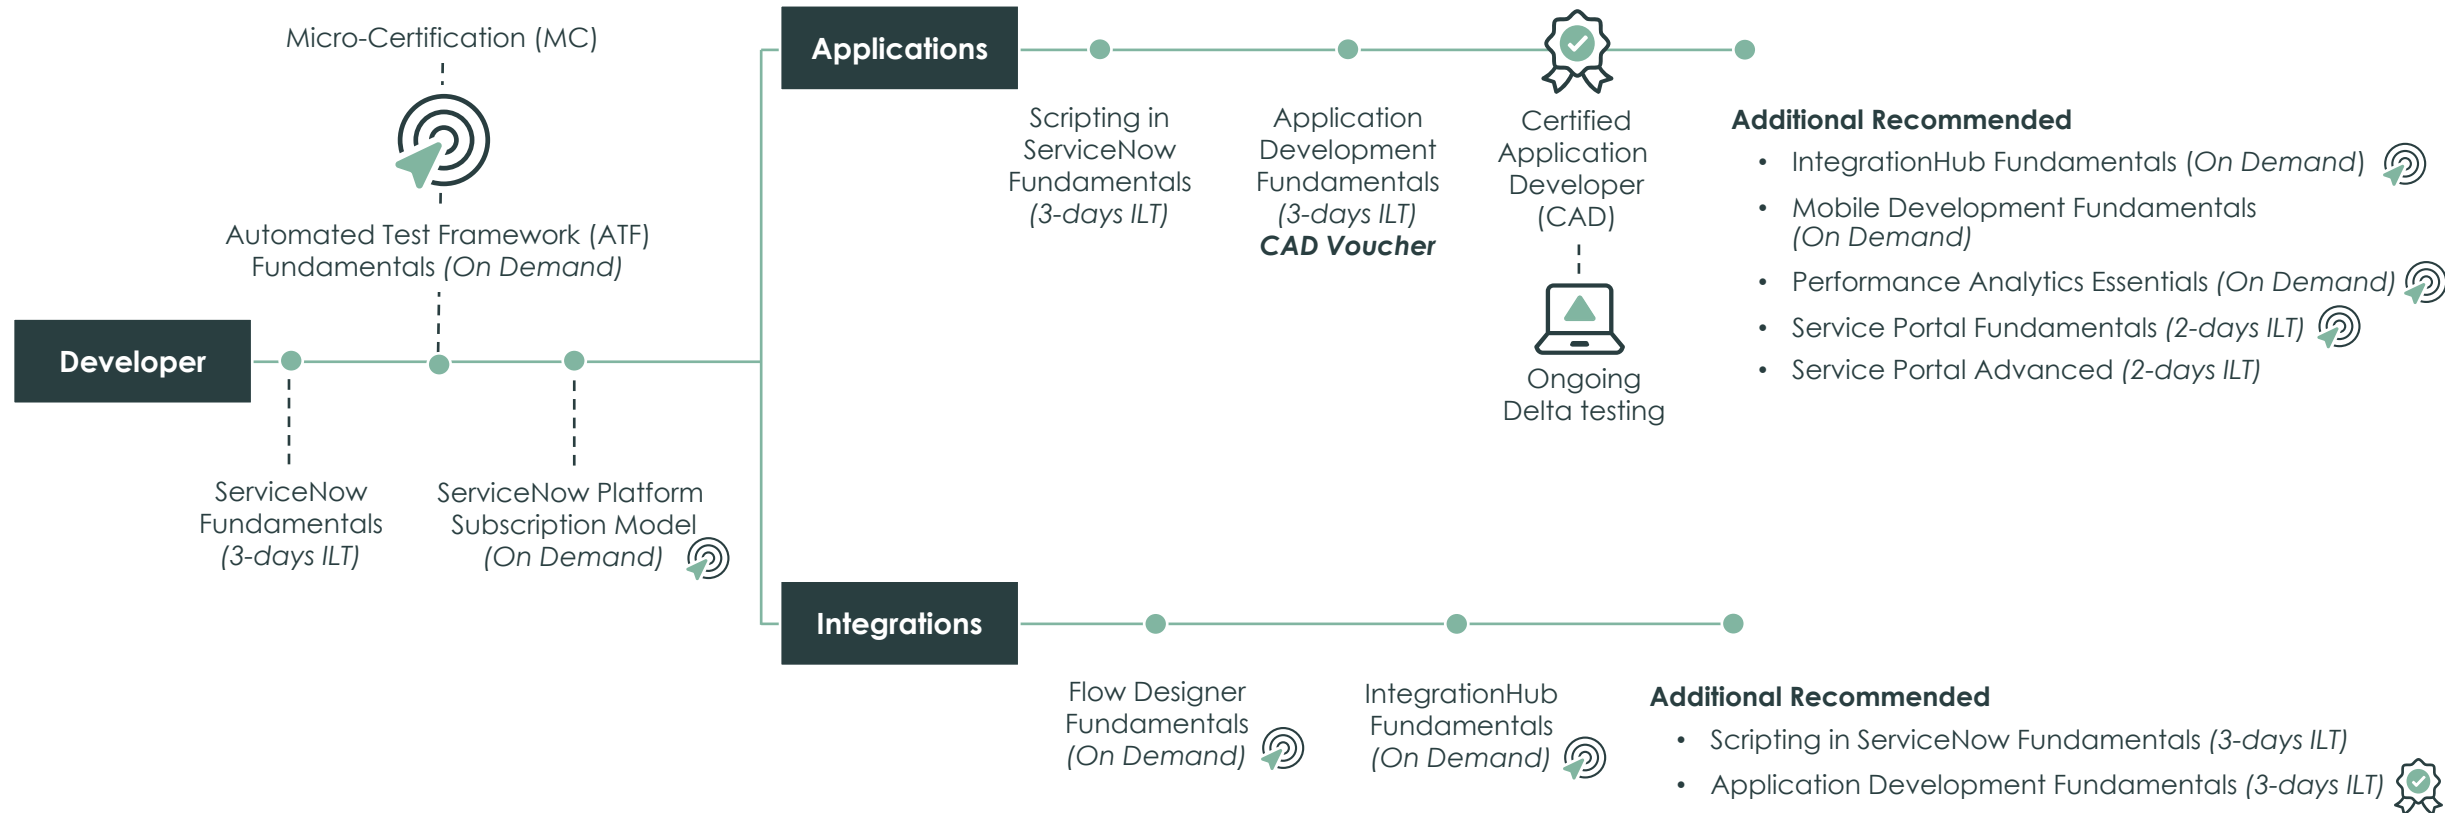 Micro-Certification (MC)
Automated Test Framework (ATF)
Fundamentals (On Demand)
Developer
ServiceNow
Fundamentals
(3-days ILT)
ServiceNow Platform
Subscription Model
(On Demand)
Applications
Scripting in
ServiceNow
Fundamentals
(3-days ILT)
Application
Development
Fundamentals
(3-days ILT)
CAD Voucher
Certified
Application
Developer
(CAD)
Ongoing
Delta testing
Additional Recommended
• IntegrationHub Fundamentals (On Demand)
• Mobile Development Fundamentals
(On Demand)
• Performance Analytics Essentials (On Demand)
• Service Portal Fundamentals (2-days ILT)
• Service Portal Advanced (2-days ILT)
Integrations
Flow Designer
Fundamentals
(On Demand)
IntegrationHub
Fundamentals
(On Demand)
Additional Recommended
• Scripting in ServiceNow Fundamentals (3-days ILT)
• Application Development Fundamentals (3-days ILT)